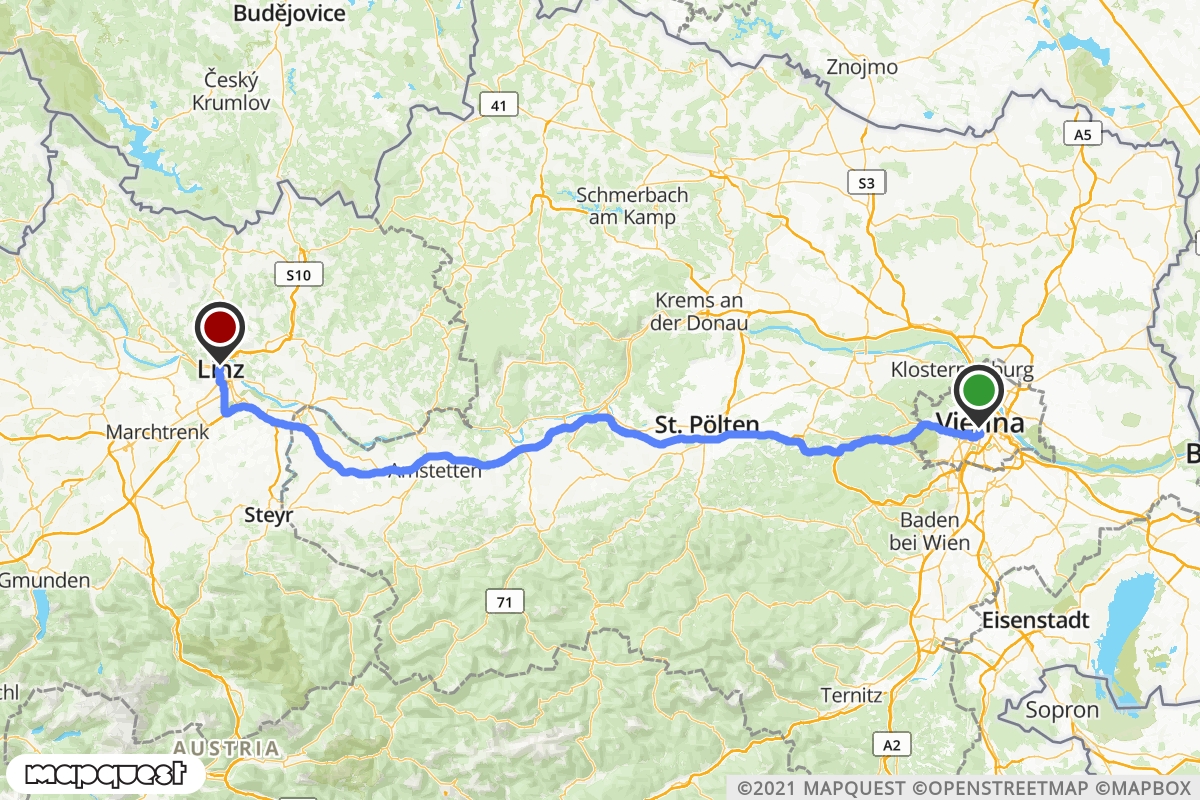 Budějovice
Český
Krumlov
Znojmo
41
A5
S3
Schmerbach
am Kamp
S10
Krems an
der Donau
Linz
Klosterneuburg
Marchtrenk
St. Pölten
Vienna
Amstetten
Steyr
Baden
bei Wien
Gmunden
71
Eisenstadt
Ternitz
Sopron
A2
AUSTRIA
mapquest
©2021 MAPQUEST ©OPENSTREETMAP ©MAPBOX